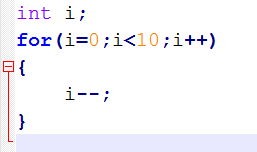 int i;
for(i=0;i<10;i++)
{
    i--;
}